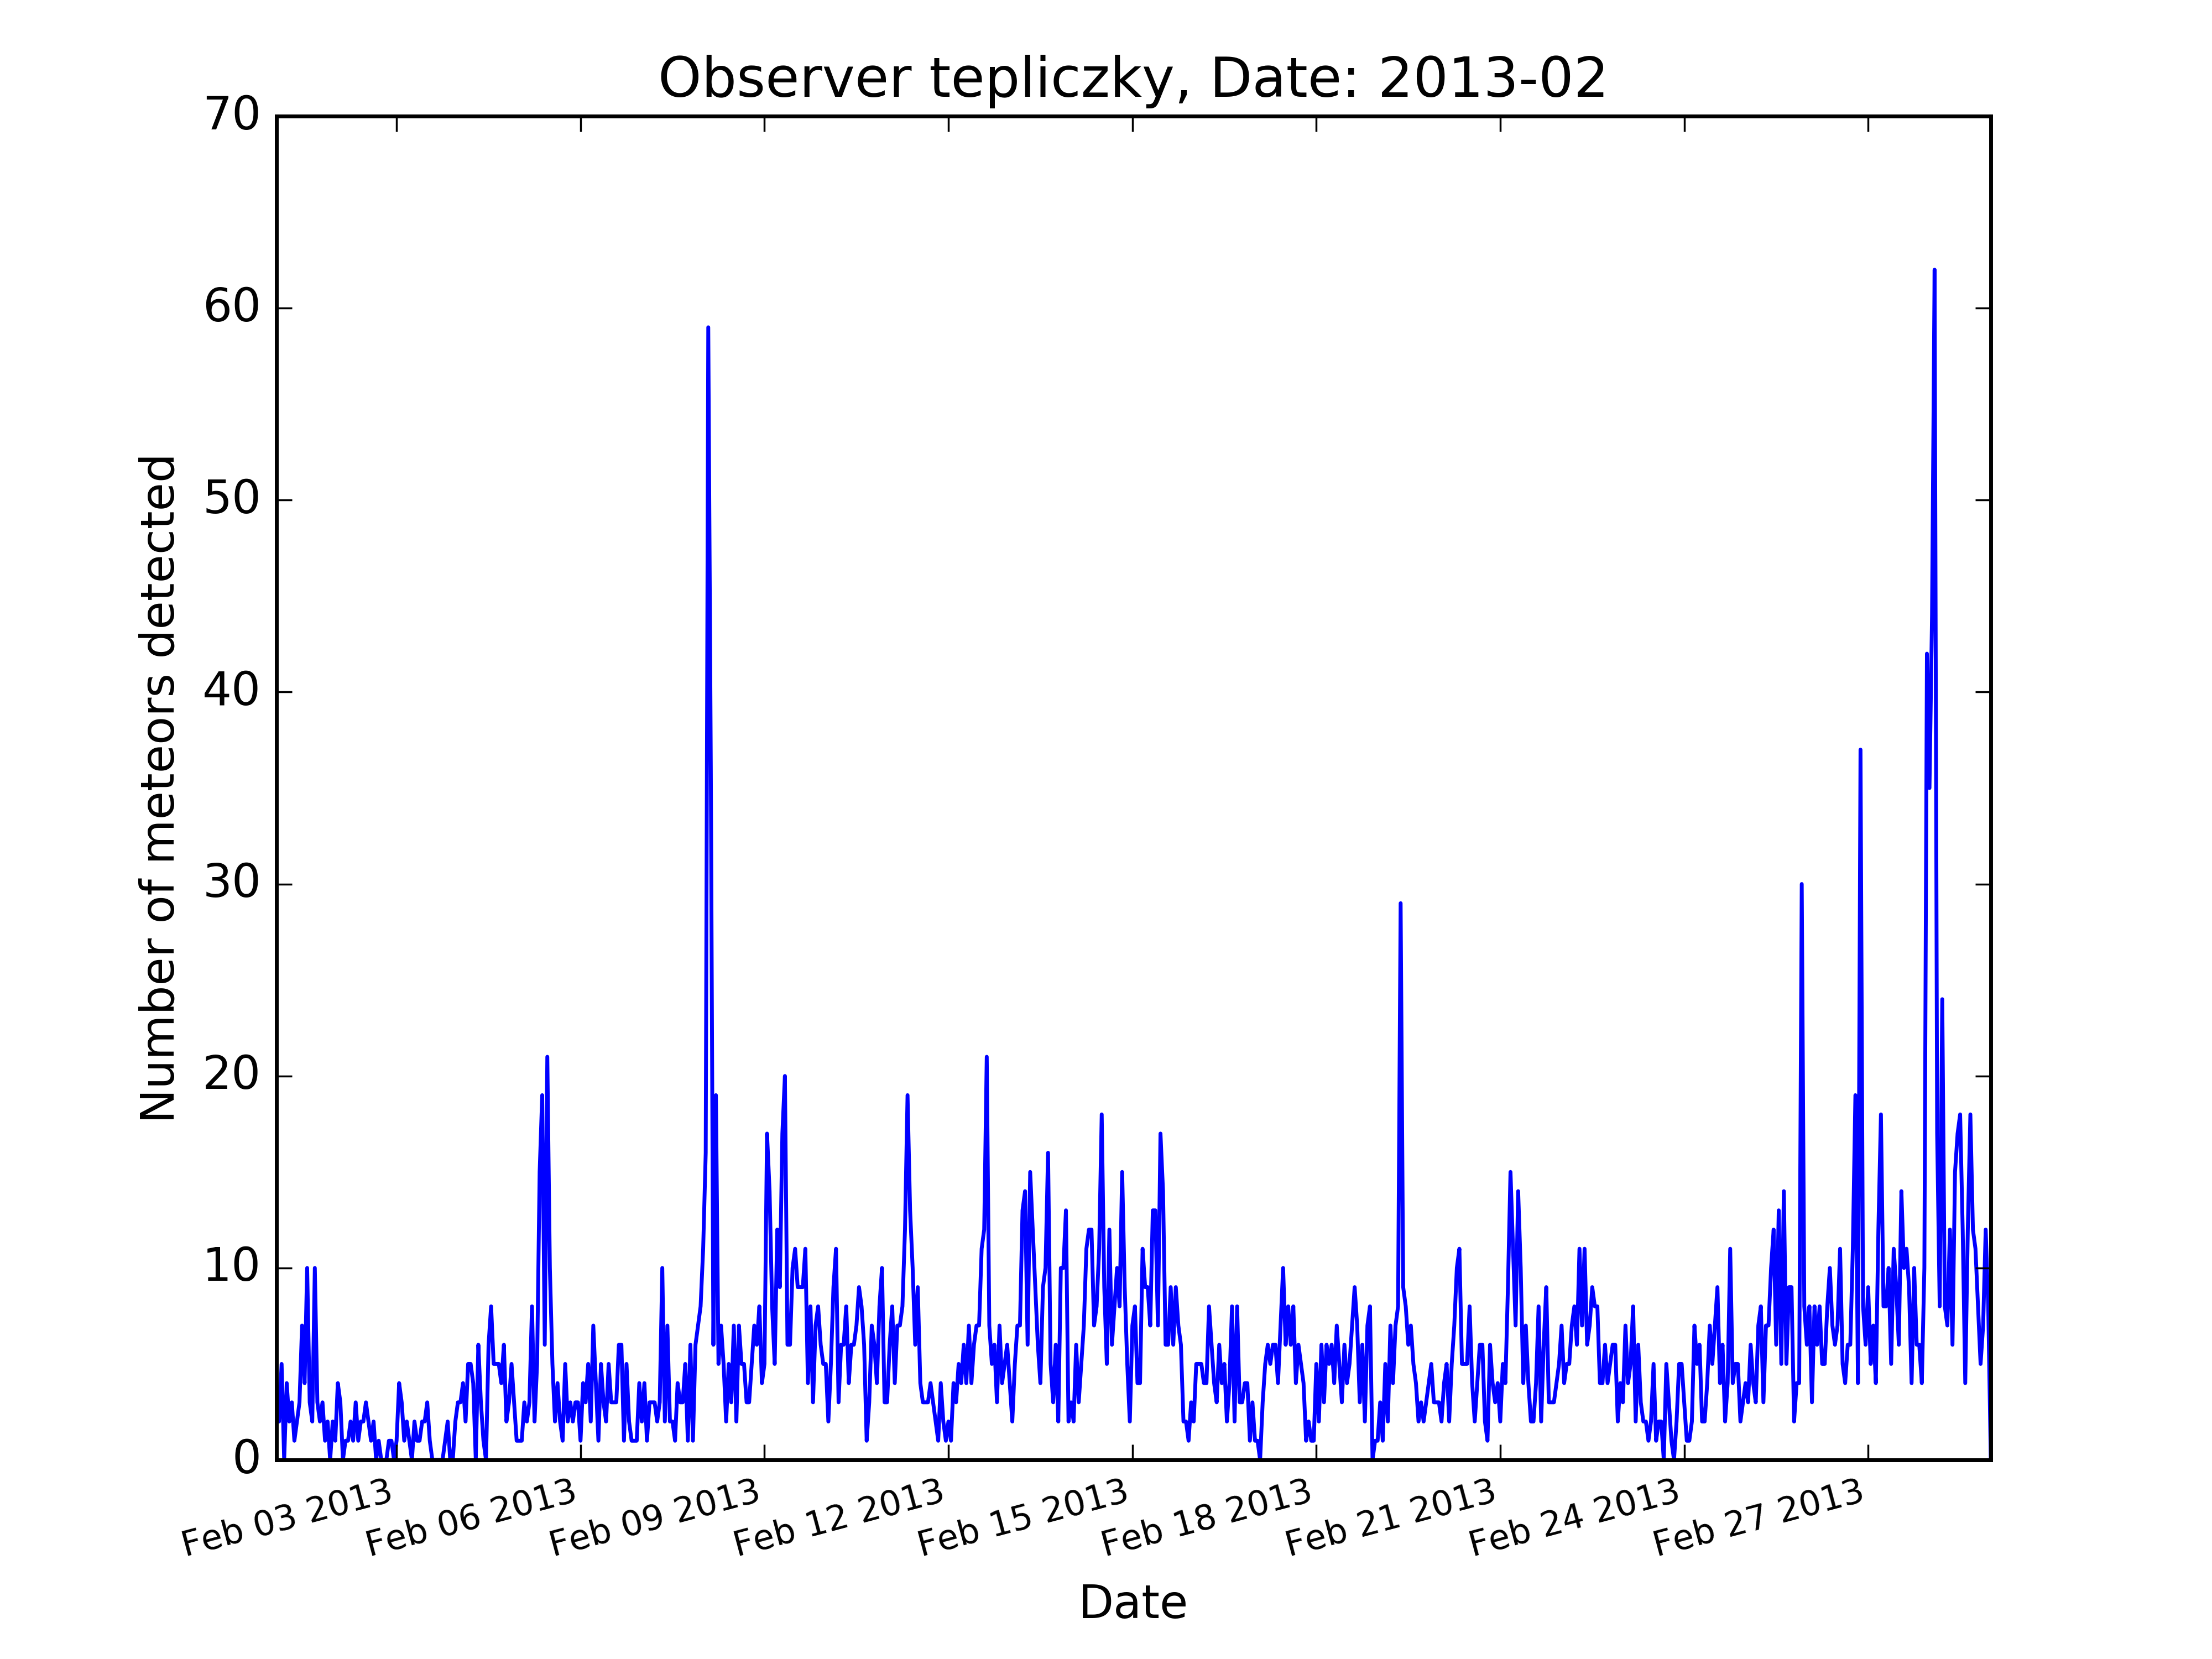 Observer tepliczky, Date: 2013-02
70
60
50
40
30
20
10
0
Number of meteors detected
Feb 03 2013
Feb 06 2013
Feb 09 2013
Feb 12 2013
Feb 15 2013
Feb 18 2013
Feb 21 2013
Feb 24 2013
Feb 27 2013
Date